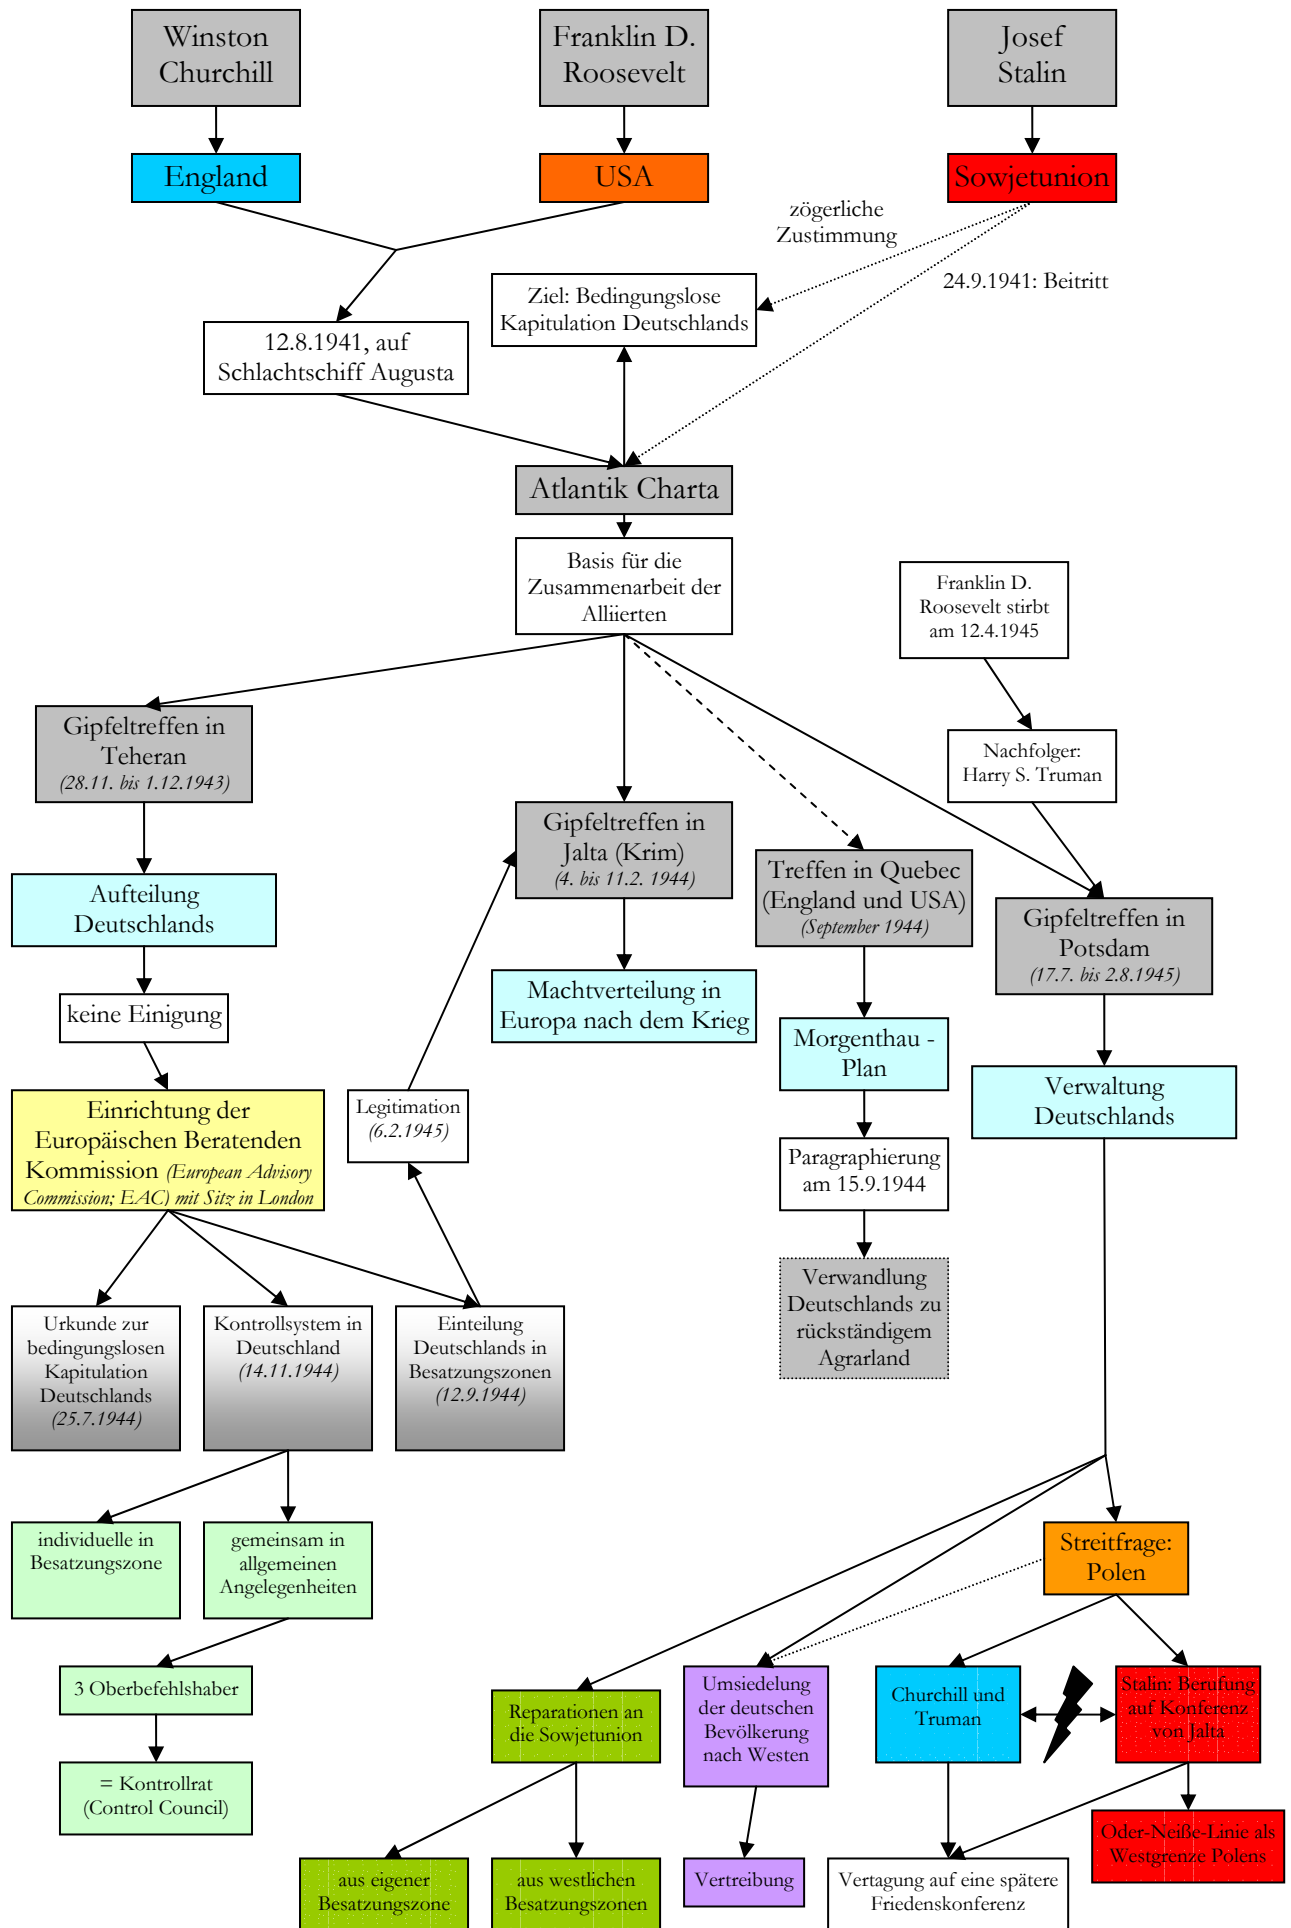 Winston
Churchill
Franklin D.
Roosevelt
Josef
Stalin
England
USA
Sowjetunion
zögerliche
Zustimmung
24.9.1941: Beitritt
Ziel: Bedingungslose
Kapitulation Deutschlands
12.8.1941, auf
Schlachtschiff Augusta
Atlantik Charta
Basis für die
Zusammenarbeit der
Alliierten
Franklin D.
Roosevelt stirbt
am 12.4.1945
Nachfolger:
Harry S. Truman
Gipfeltreffen in
Teheran
(28.11. bis 1.12.1943)
Gipfeltreffen in
Jalta (Krim)
(4. bis 11.2. 1944)
Treffen in Quebec
(England und USA)
(September 1944)
Gipfeltreffen in
Potsdam
(17.7. bis 2.8.1945)
Aufteilung
Deutschlands
keine Einigung
Machtverteilung in
Europa nach dem Krieg
Morgenthau -
Plan
Verwaltung
Deutschlands
Einrichtung der
Europäischen Beratenden
Kommission (European Advisory
Commission; EAC) mit Sitz in London
Legitimation
(6.2.1945)
Paragraphierung
am 15.9.1944
Verwandlung
Deutschlands zu
rückständigem
Agrarland
Urkunde zur
bedingungslosen
Kapitulation
Deutschlands
(25.7.1944)
Kontrollsystem in
Deutschland
(14.11.1944)
Einteilung
Deutschlands in
Besatzungszonen
(12.9.1944)
individuelle in
Besatzungszone
gemeinsam in
allgemeinen
Angelegenheiten
Streitfrage:
Polen
3 Oberbefehlshaber
= Kontrollrat
(Control Council)
Reparationen an
die Sowjetunion
Umsiedelung
der deutschen
Bevölkerung
nach Westen
Churchill und
Truman
Stalin: Berufung
auf Konferenz
von Jalta
Oder-Neiße-Linie als
Westgrenze Polens
aus eigener
Besatzungszone
aus westlichen
Besatzungszonen
Vertreibung
Vertagung auf eine spätere
Friedenskonferenz